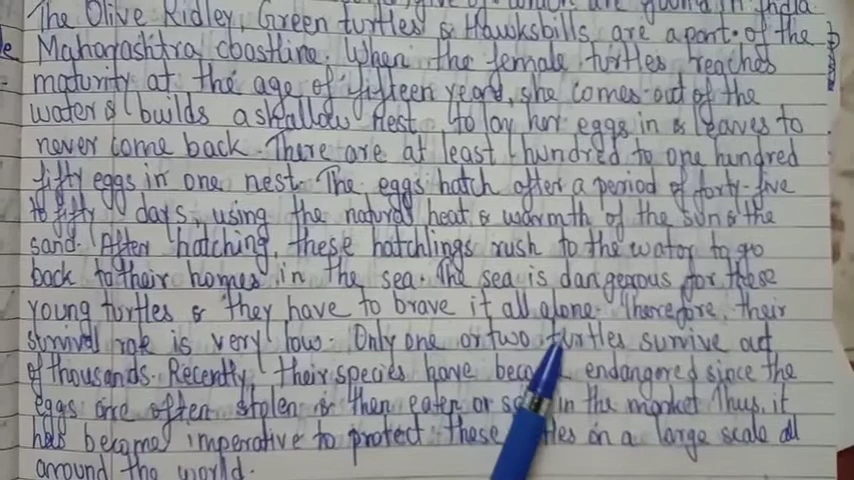 are found in India
The Olive Ridley, Green turtles & Hawksbills are a part of the
Maharashtra coastline. When the female turtles reaches
maturity at the age of fifteen years, she comes out of the
water & builds a shallow nest, to lay her eggs in & leaves to
never come back. There are at least hundred to one hundred
fifty eggs in one nest. The eggs hatch after a period of forty-five
to fifty days, using the natural heat & warmth of the sun & the
sand. After hatching, these hatchlings rush to the water to go
back to their homes in the sea. The sea is dangerous for these
young turtles & they have to brave it all alone. Therefore, their
survival rate is very low. Only one or two turtles survive out
of thousands. Recently their species have become endangered since the
eggs are often stolen & then eaten or in the market Thus, it
has become imperative to protect these on a large scale all
around the world.